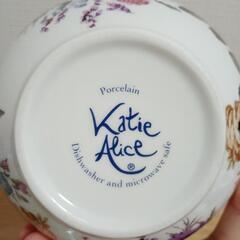 Porcelain
Katie
Alice
®
Dishwasher and microwave safe